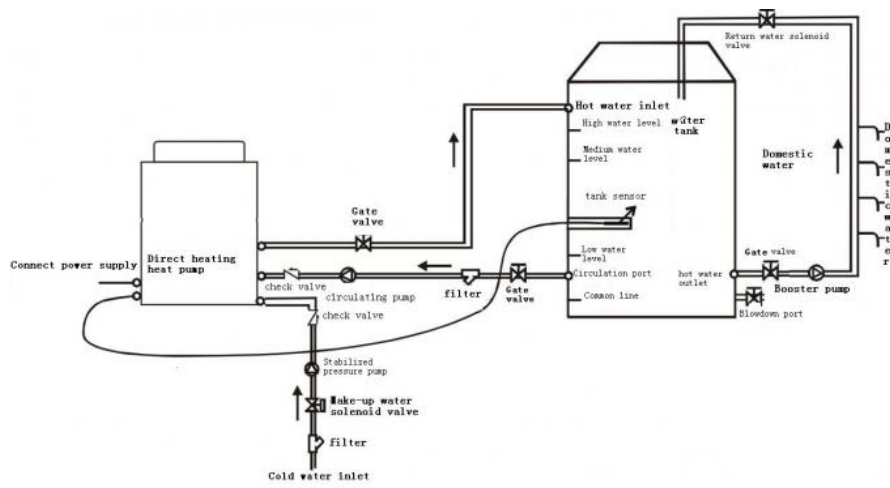 Return water solenoid
valve
Hot water inlet
High water level
water
tank
Medium water
level
Domestic
water
Domestic water
tank sensor
Gate
valve
Direct heating
heat pump
Connect power supply
Low water
level
Circulation port
hot water
outlet
Gate valve
check valve
circulating pump
filter
Gate
valve
Common line
Booster pump
Blowdown port
check valve
Stabilized
pressure pump
Make-up water
solenoid valve
filter
Cold water inlet